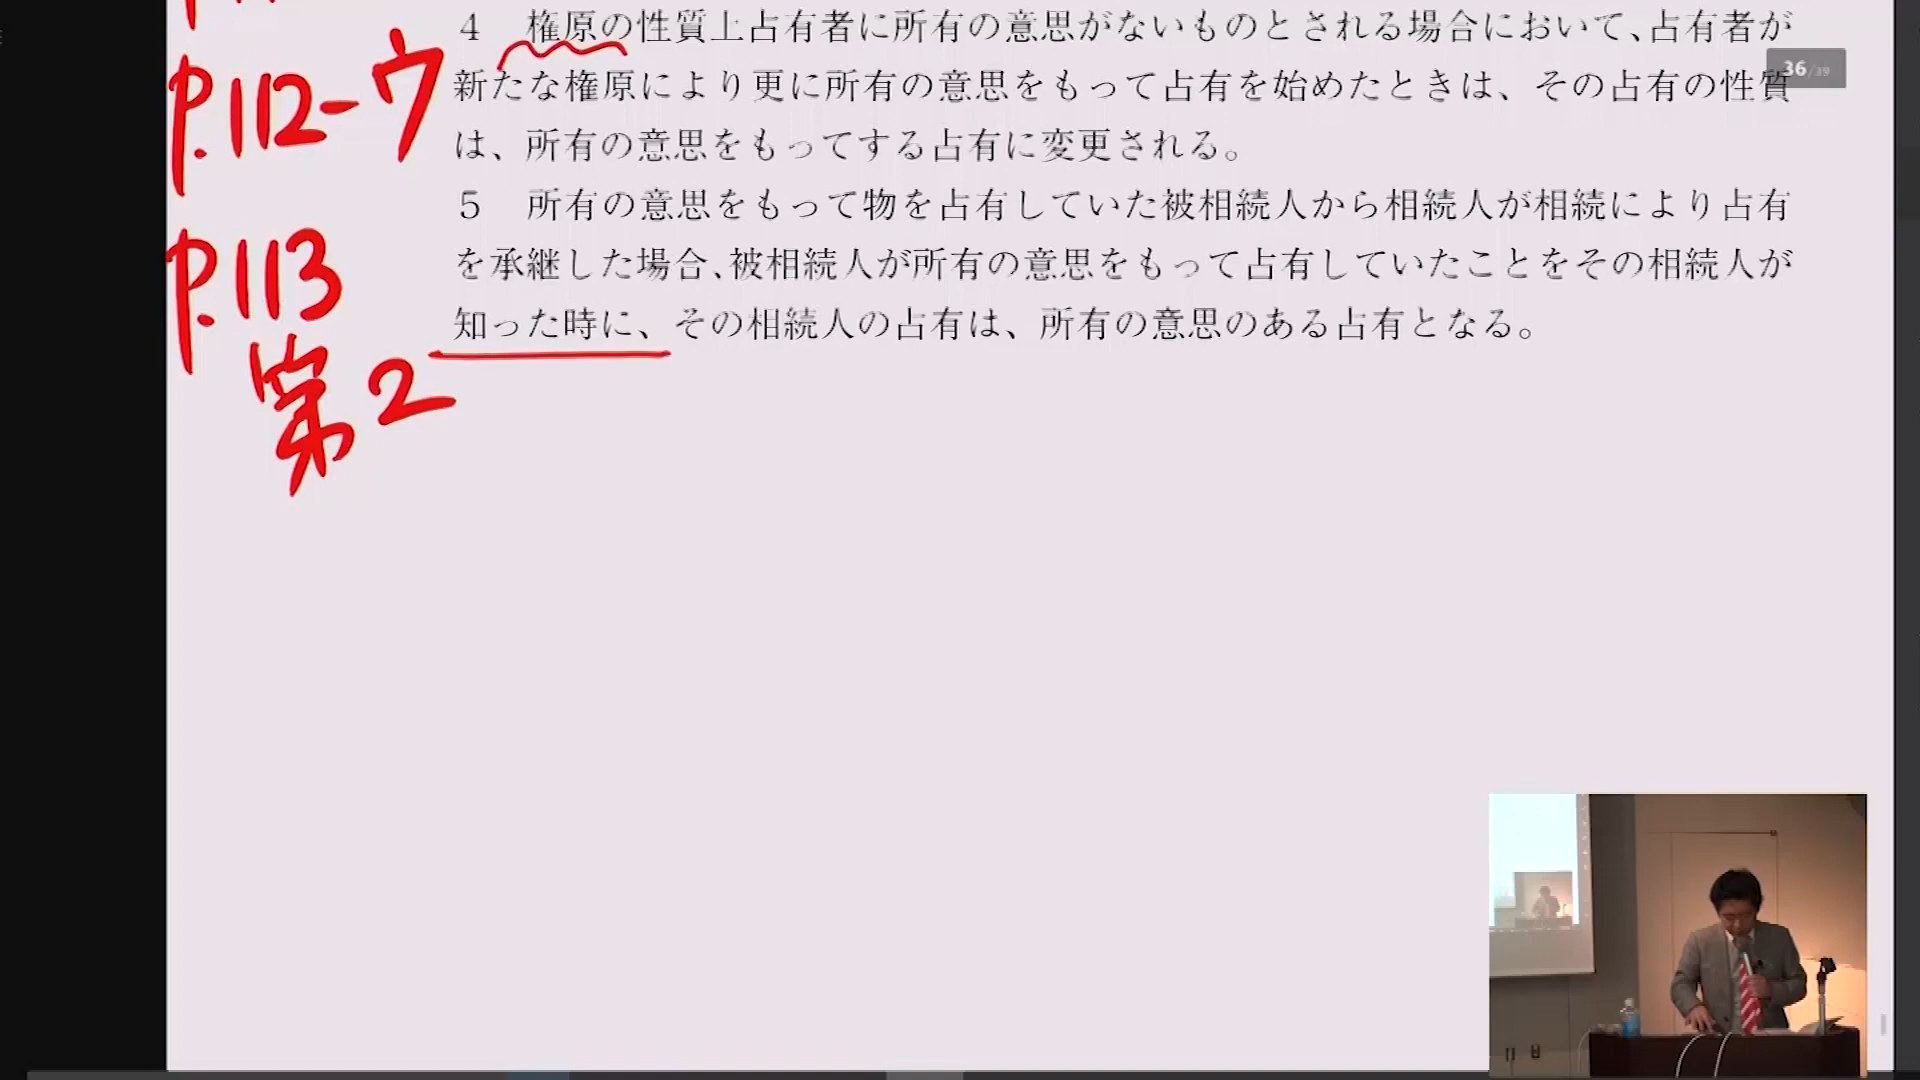 4 権原の性質上占有者に所有の意思がないものとされる場合において、占有者が
新たな権原により更に所有の意思をもって占有を始めたときは、その占有の性質
は、所有の意思をもってする占有に変更される。
5 所有の意思をもって物を占有していた被相続人から相続人が相続により占有
を承継した場合、被相続人が所有の意思をもって占有していたことをその相続人が
知った時に、その相続人の占有は、所有の意思のある占有となる。
P.112-ウ
P.113
第2
36/39